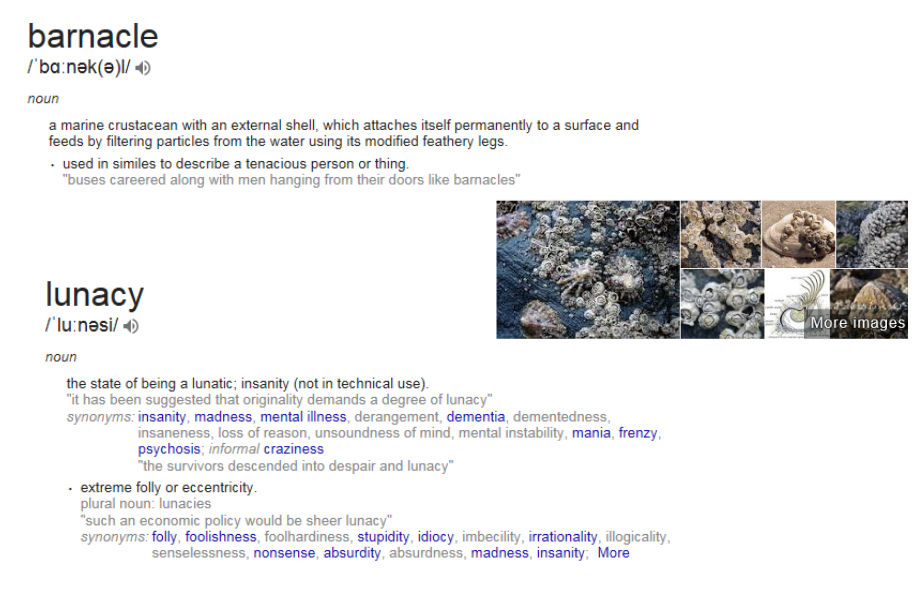 barnacle
/ˈbɑːnək(ə)l/
noun
a marine crustacean with an external shell, which attaches itself permanently to a surface and
feeds by filtering particles from the water using its modified feathery legs.
· used in similes to describe a tenacious person or thing.
"buses careered along with men hanging from their doors like barnacles"
More images
lunacy
/ˈluːnəsi/
noun
the state of being a lunatic; insanity (not in technical use).
"it has been suggested that originality demands a degree of lunacy"
synonyms: insanity, madness, mental illness, derangement, dementia, dementedness,
insaneness, loss of reason, unsoundness of mind, mental instability, mania, frenzy,
psychosis; informal craziness
"the survivors descended into despair and lunacy"
· extreme folly or eccentricity.
plural noun: lunacies
"such an economic policy would be sheer lunacy"
synonyms: folly, foolishness, foolhardiness, stupidity, idiocy, imbecility, irrationality, illogicality,
senselessness, nonsense, absurdity, absurdness, madness, insanity; More